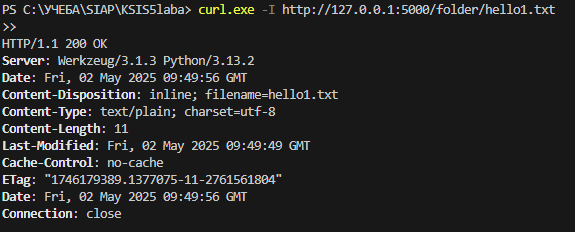 PS C:\УЧЕБА\SIAP\KSIS5laba> curl.exe -I http://127.0.0.1:5000/folder/hello1.txt
>>
HTTP/1.1 200 OK
Server: Werkzeug/3.1.3 Python/3.13.2
Date: Fri, 02 May 2025 09:49:56 GMT
Content-Disposition: inline; filename=hello1.txt
Content-Type: text/plain; charset=utf-8
Content-Length: 11
Last-Modified: Fri, 02 May 2025 09:49:49 GMT
Cache-Control: no-cache
ETag: "1746179389.1377075-11-2761561804"
Date: Fri, 02 May 2025 09:49:56 GMT
Connection: close